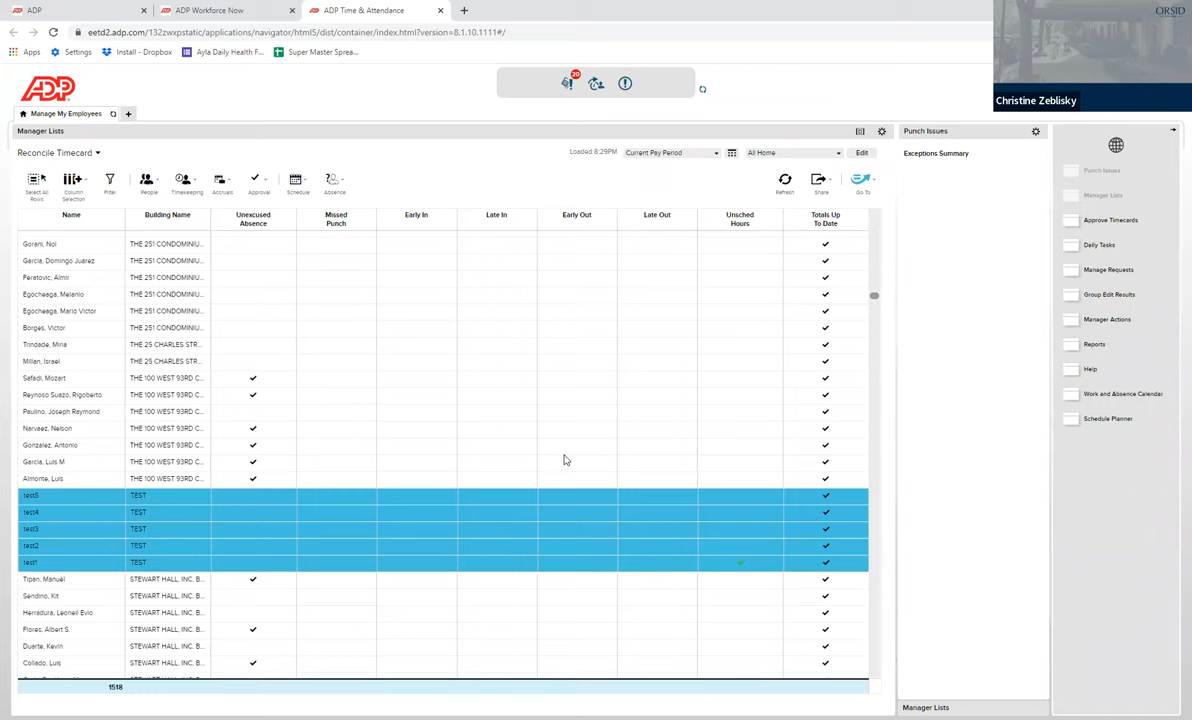 ADP
ADP Workforce Now
ADP Time & Attendance
eetd2.adp.com/132zwxpstatic/applications/navigator/html5/dist/container/index.html?version=8.1.10.1111#/
Apps
Settings
Install - Dropbox
Ayla Daily Health F...
Super Master Sprea...
ORSID
Christine Zeblisky
ADP
20
Manage My Employees
Manager Lists
Punch Issues
Reconcile Timecard
Loaded 8:29PM
Current Pay Period
All Home
Edit
Exceptions Summary
Select All Rows
Column Selection
Filter
People
Timekeeping
Accruals
Approval
Schedule
Absence
Refresh
Share
Go To
Name Building Name Unexcused Absence Missed Punch Early In Late In Early Out Late Out Unsched Hours Totals Up To Date
Gorani, Noi THE 251 CONDOMINIU...
Garcia, Domingo Juarez THE 251 CONDOMINIU...
Peratovic, Almir THE 251 CONDOMINIU...
Egocheaga, Melanio THE 251 CONDOMINIU...
Egocheaga, Mario Victor THE 251 CONDOMINIU...
Borges, Victor THE 251 CONDOMINIU...
Trindade, Miria THE 25 CHARLES STR...
Millan, Israel THE 25 CHARLES STR...
Safadi, Mozart THE 100 WEST 93RD C...
Reynoso Suazo, Rigoberto THE 100 WEST 93RD C...
Paulino, Joseph Raymond THE 100 WEST 93RD C...
Narvaez, Nelson THE 100 WEST 93RD C...
Gonzalez, Antonio THE 100 WEST 93RD C...
Garcia, Luis M THE 100 WEST 93RD C...
Almonte, Luis THE 100 WEST 93RD C...
test5 TEST
test4 TEST
test3 TEST
test2 TEST
test1 TEST
Tipan, Manuel STEWART HALL, INC. B...
Sendino, Kit STEWART HALL, INC. B...
Herradura, Leoneil Evio STEWART HALL, INC. B...
Flores, Albert S. STEWART HALL, INC. B...
Duarte, Kevin STEWART HALL, INC. B...
Collado, Luis STEWART HALL, INC. B...
1518
Punch Issues
Manager Lists
Approve Timecards
Daily Tasks
Manage Requests
Group Edit Results
Manager Actions
Reports
Help
Work and Absence Calendar
Schedule Planner
Manager Lists